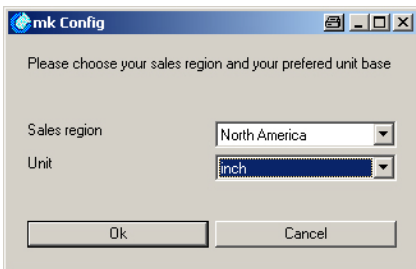 mk Config
Please choose your sales region and your prefered unit base
Sales region North America
Unit inch
Ok Cancel